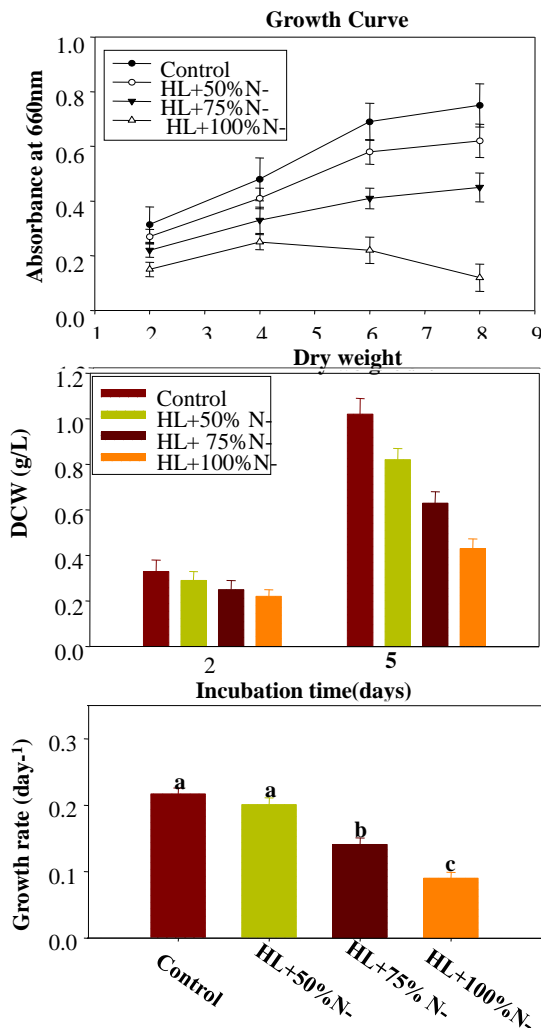 Growth Curve
1.0
0.8
0.6
0.4
0.2
0.0
Absorbance at 660nm
Control
HL+50%N-
HL+75%N-
HL+100%N-
1 2 3 4 5 6 7 8 9
Dry weight
1.2
1.0
0.8
0.6
0.4
0.2
0.0
DCW (g/L)
Control
HL+50% N-
HL+ 75%N-
HL+100%N-
2 5
Incubation time(days)
0.3
0.2
0.1
0.0
Growth rate (day-1)
a a b c
Control HL+50%N- HL+75% N- HL+100%N-